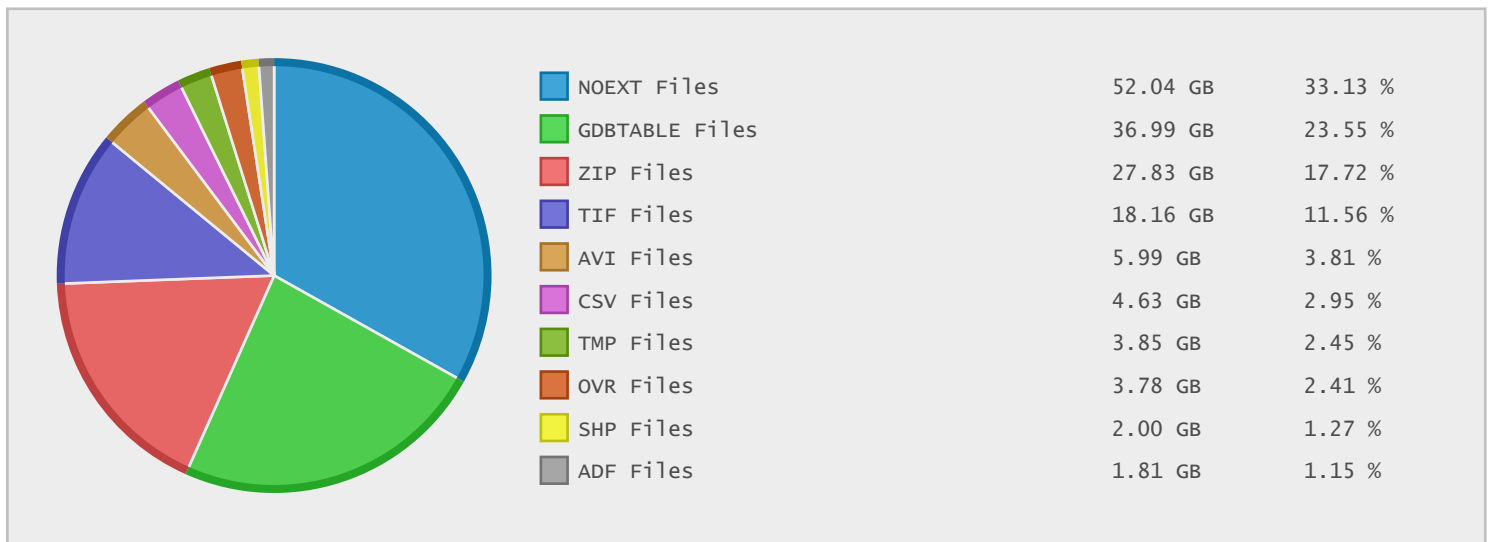 NOEXT Files 52.04 GB 33.13 %
GDBTABLE Files 36.99 GB 23.55 %
ZIP Files 27.83 GB 17.72 %
TIF Files 18.16 GB 11.56 %
AVI Files 5.99 GB 3.81 %
CSV Files 4.63 GB 2.95 %
TMP Files 3.85 GB 2.45 %
OVR Files 3.78 GB 2.41 %
SHP Files 2.00 GB 1.27 %
ADF Files 1.81 GB 1.15 %